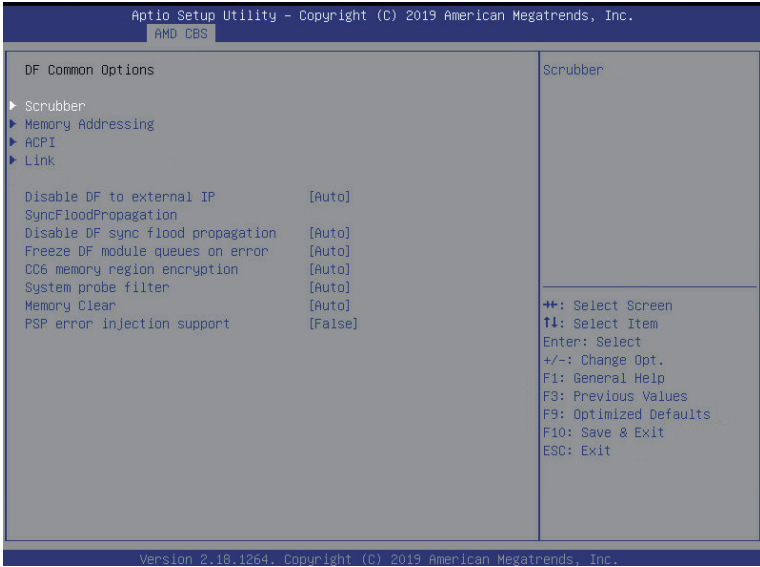 Aptio Setup Utility – Copyright (C) 2019 American Megatrends, Inc.
AMD CBS
DF Common Options
Scrubber
Memory Addressing
ACPI
Link
Disable DF to external IP [Auto]
SyncFloodPropagation
Disable DF sync flood propagation [Auto]
Freeze DF module queues on error [Auto]
CC6 memory region encryption [Auto]
System probe filter [Auto]
Memory Clear [Auto]
PSP error injection support [False]
Scrubber
→←: Select Screen
↑↓: Select Item
Enter: Select
+/-: Change Opt.
F1: General Help
F3: Previous Values
F9: Optimized Defaults
F10: Save & Exit
ESC: Exit
Version 2.18.1264. Copyright (C) 2019 American Megatrends, Inc.